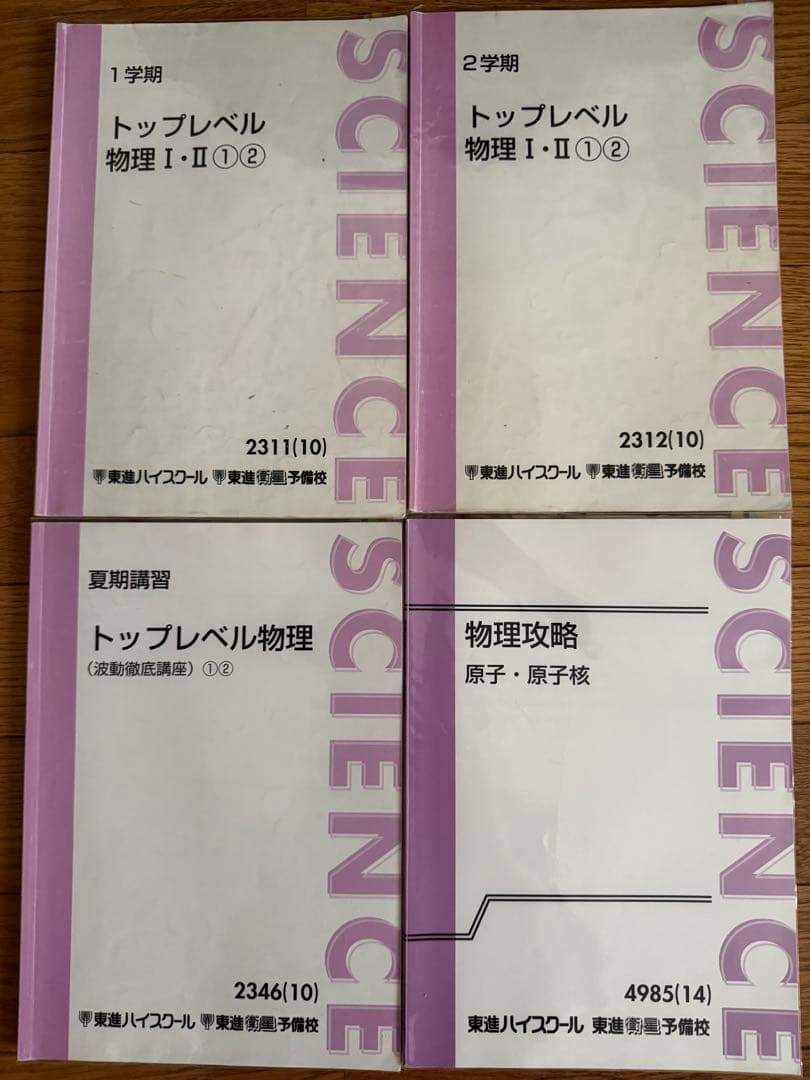 1学期
トップレベル
物理Ⅰ・Ⅱ①②
SCIENCE
2311(10)
東進ハイスクール 東進衛星予備校
2学期
トップレベル
物理Ⅰ・Ⅱ①②
SCIENCE
2312(10)
東進ハイスクール 東進衛星予備校
夏期講習
トップレベル物理
(波動徹底講座)①②
SCIENCE
2346(10)
東進ハイスクール 東進衛星予備校
物理攻略
原子・原子核
SCIENCE
4985(14)
東進ハイスクール 東進衛星予備校